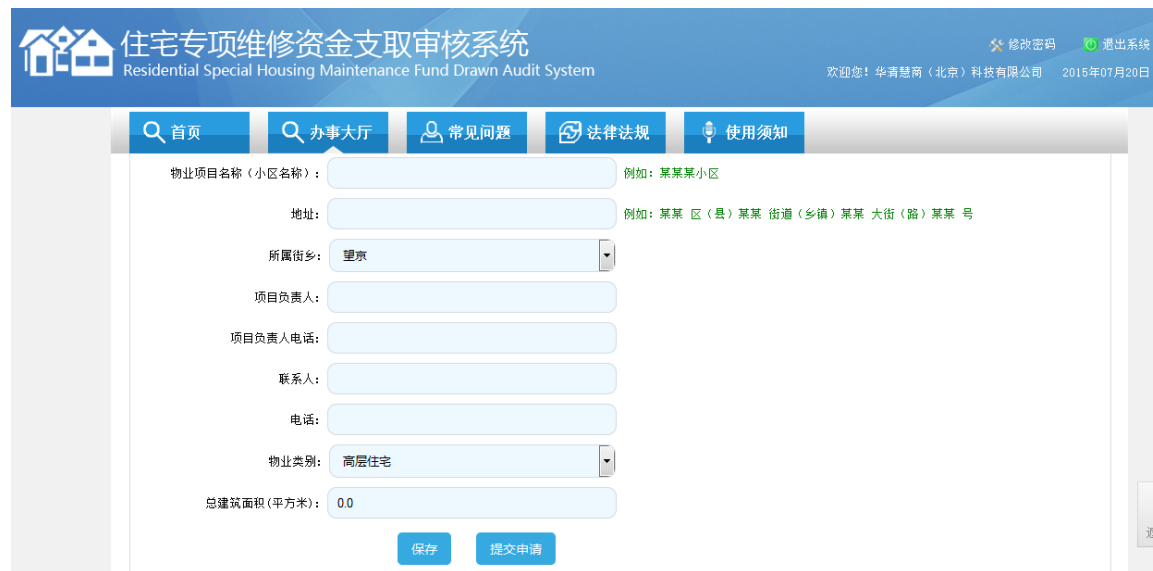 住宅专项维修资金支取审核系统
Residential Special Housing Maintenance Fund Drawn Audit System
修改密码 退出系统
欢迎您！华清慧商（北京）科技有限公司 2015年07月20日
首页 办事大厅 常见问题 法律法规 使用须知
物业项目名称（小区名称）： 例如：某某某小区
地址： 例如：某某 区（县）某某 街道（乡镇）某某 大街（路）某某 号
所属街乡： 望京
项目负责人：
项目负责人电话：
联系人：
电话：
物业类别： 高层住宅
总建筑面积(平方米)： 0.0
保存 提交申请